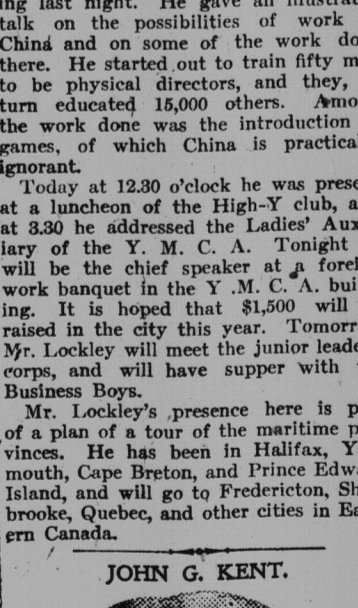 ing last night. He gave an illustrat
talk on the possibilities of work
China and on some of the work do
there. He started out to train fifty m
to be physical directors, and they,
turn educated 15,000 others. Amo
the work done was the introduction
games, of which China is practica
ignorant.
Today at 12.30 o'clock he was prese
at a luncheon of the High-Y club, a
at 3.30 he addressed the Ladies' Aux
iary of the Y. M. C. A. Tonight
will be the chief speaker at a forei
work banquet in the Y .M. C. A. bui
ing. It is hoped that $1,500 will
raised in the city this year. Tomorr
Mr. Lockley will meet the junior leade
corps, and will have supper with
Business Boys.
Mr. Lockley's presence here is p
of a plan of a tour of the maritime p
vinces. He has been in Halifax, Y
mouth, Cape Breton, and Prince Edwa
Island, and will go to Fredericton, Sh
brooke, Quebec, and other cities in Ea
ern Canada.
JOHN G. KENT.